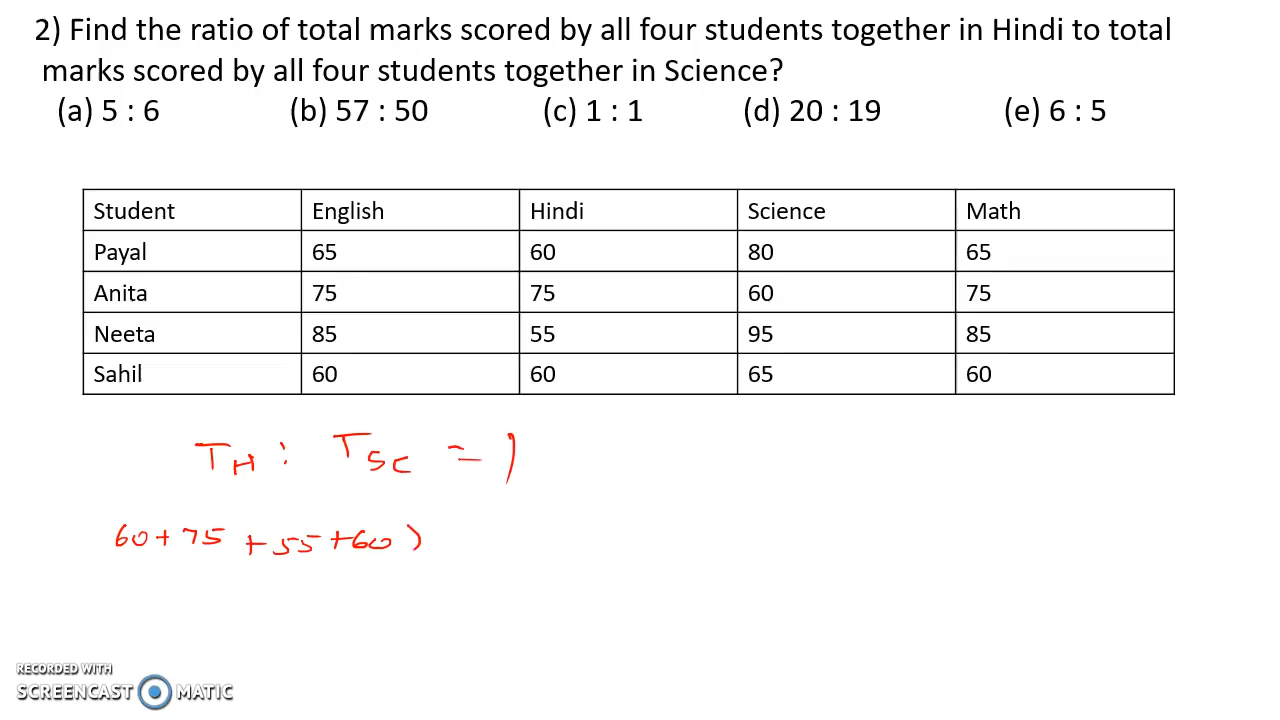 2) Find the ratio of total marks scored by all four students together in Hindi to total
marks scored by all four students together in Science?
(a) 5 : 6 (b) 57 : 50 (c) 1 : 1 (d) 20 : 19 (e) 6 : 5
Student English Hindi Science Math
Payal 65 60 80 65
Anita 75 75 60 75
Neeta 85 55 95 85
Sahil 60 60 65 60
TH : TSC = )
60 + 75 + 55 + 60 )
RECORDED WITH
SCREENCAST MATIC